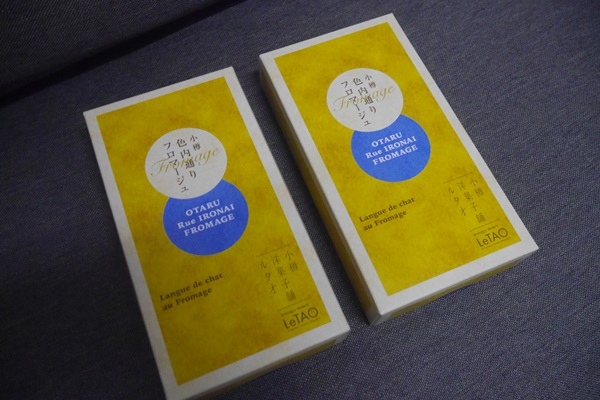 小樽
色内通り
フロマージュ
Fromage
OTARU
Rue IRONAI
FROMAGE
Langue de chat
au Fromage
小樽
洋菓子舗
ルタオ
LeTAO
小樽
色内通り
フロマージュ
Fromage
OTARU
Rue IRONAI
FROMAGE
Langue de chat
au Fromage
小樽
洋菓子舗
ルタオ
LeTAO